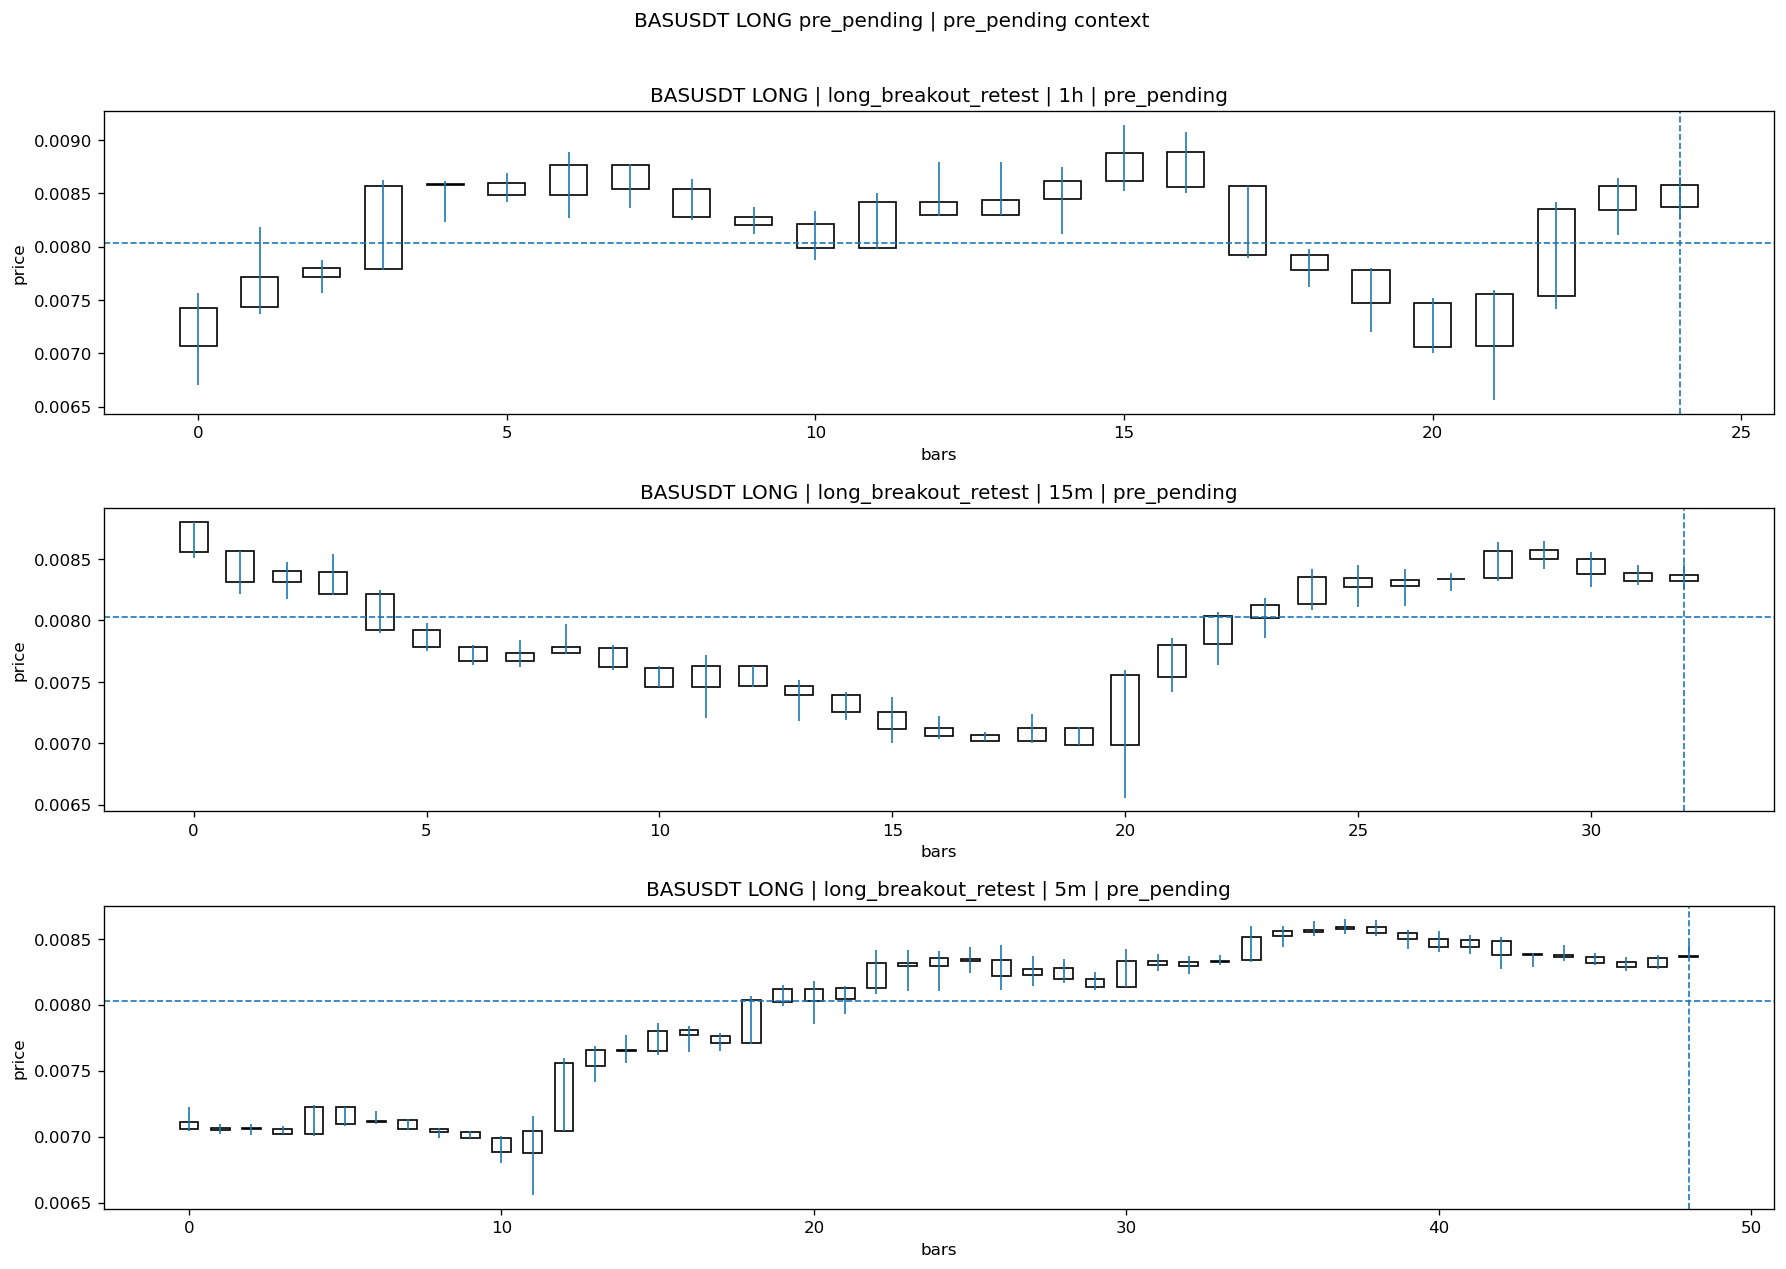 BASUSDT LONG pre_pending | pre_pending context
BASUSDT LONG | long_breakout_retest | 1h | pre_pending
price
0.0090
0.0085
0.0080
0.0075
0.0070
0.0065
0 5 10 15 20 25
bars
BASUSDT LONG | long_breakout_retest | 15m | pre_pending
price
0.0085
0.0080
0.0075
0.0070
0.0065
0 5 10 15 20 25 30
bars
BASUSDT LONG | long_breakout_retest | 5m | pre_pending
price
0.0085
0.0080
0.0075
0.0070
0.0065
0 10 20 30 40 50
bars